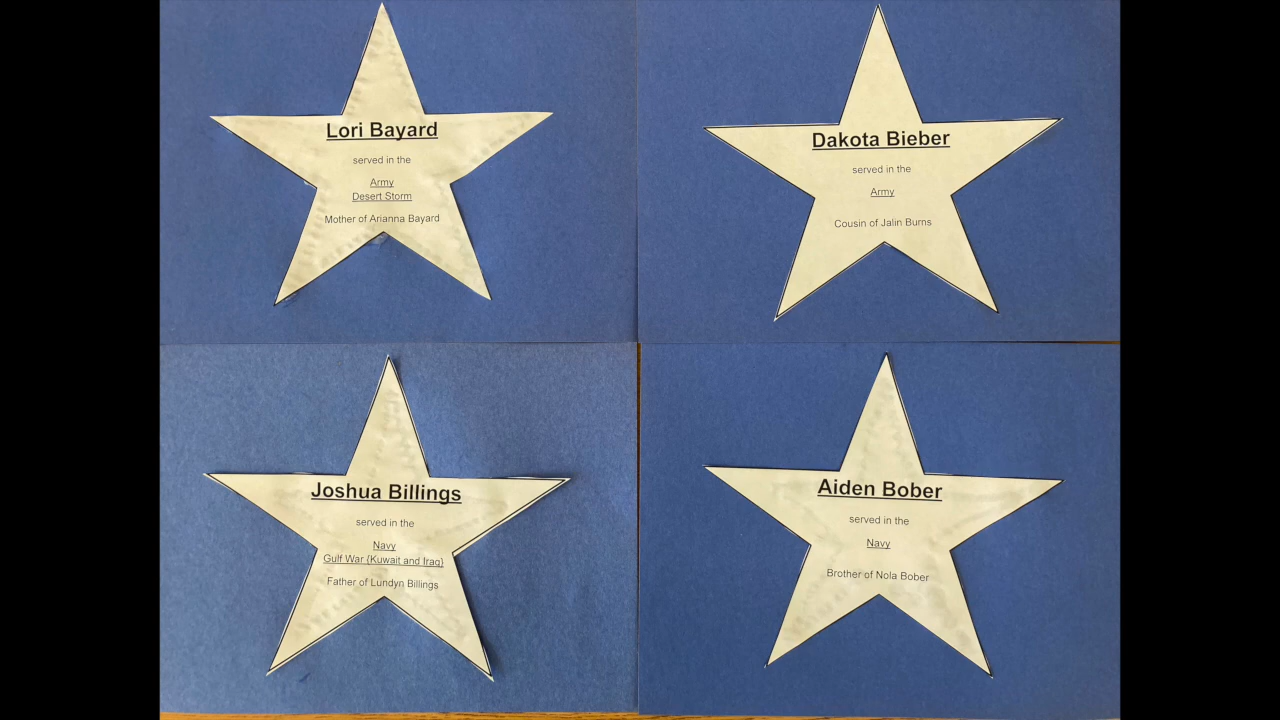 Lori Bayard
served in the
Army
Desert Storm
Mother of Arianna Bayard
Dakota Bieber
served in the
Army
Cousin of Jalin Burns
Joshua Billings
served in the
Navy
Gulf War {Kuwait and Iraq}
Father of Lundyn Billings
Aiden Bober
served in the
Navy
Brother of Nola Bober